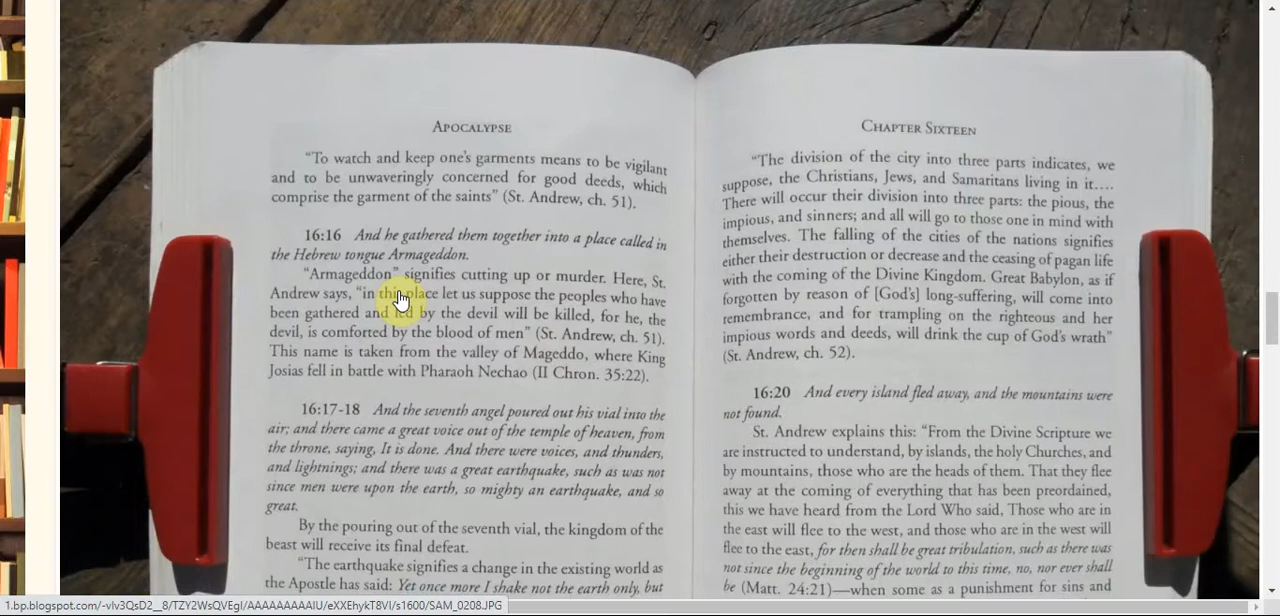 APOCALYPSE
“To watch and keep one's garments means to be vigilant
and to be unwaveringly concerned for good deeds, which
comprise the garment of the saints” (St. Andrew, ch. 51).
16:16 And he gathered them together into a place called in
the Hebrew tongue Armageddon.
“Armageddon” signifies cutting up or murder. Here, St.
Andrew says, “in this place let us suppose the peoples who have
been gathered and led by the devil will be killed, for he, the
devil, is comforted by the blood of men” (St. Andrew, ch. 51).
This name is taken from the valley of Mageddo, where King
Josias fell in battle with Pharaoh Nechao (II Chron. 35:22).
16:17-18 And the seventh angel poured out his vial into the
air; and there came a great voice out of the temple of heaven, from
the throne, saying, It is done. And there were voices, and thunders,
and lightnings; and there was a great earthquake, such as was not
since men were upon the earth, so mighty an earthquake, and so
great.
By the pouring out of the seventh vial, the kingdom of the
beast will receive its final defeat.
“The earthquake signifies a change in the existing world as
the Apostle has said: Yet once more I shake not the earth only, but
CHAPTER SIXTEEN
“The division of the city into three parts indicates, we
suppose, the Christians, Jews, and Samaritans living in it....
There will occur their division into three parts: the pious, the
impious, and sinners; and all will go to those one in mind with
themselves. The falling of the cities of the nations signifies
either their destruction or decrease and the ceasing of pagan life
with the coming of the Divine Kingdom. Great Babylon, as if
forgotten by reason of [God's] long-suffering, will come into
remembrance, and for trampling on the righteous and her
impious words and deeds, will drink the cup of God's wrath”
(St. Andrew, ch. 52).
16:20 And every island fled away, and the mountains were
not found.
St. Andrew explains this: “From the Divine Scripture we
are instructed to understand, by islands, the holy Churches, and
by mountains, those who are the heads of them. That they flee
away at the coming of everything that has been preordained,
this we have heard from the Lord Who said, Those who are in
the east will flee to the west, and those who are in the west will
flee to the east, for then shall be great tribulation, such as there was
not since the beginning of the world to this time, no, nor ever shall
be (Matt. 24:21)—when some as a punishment for sins and